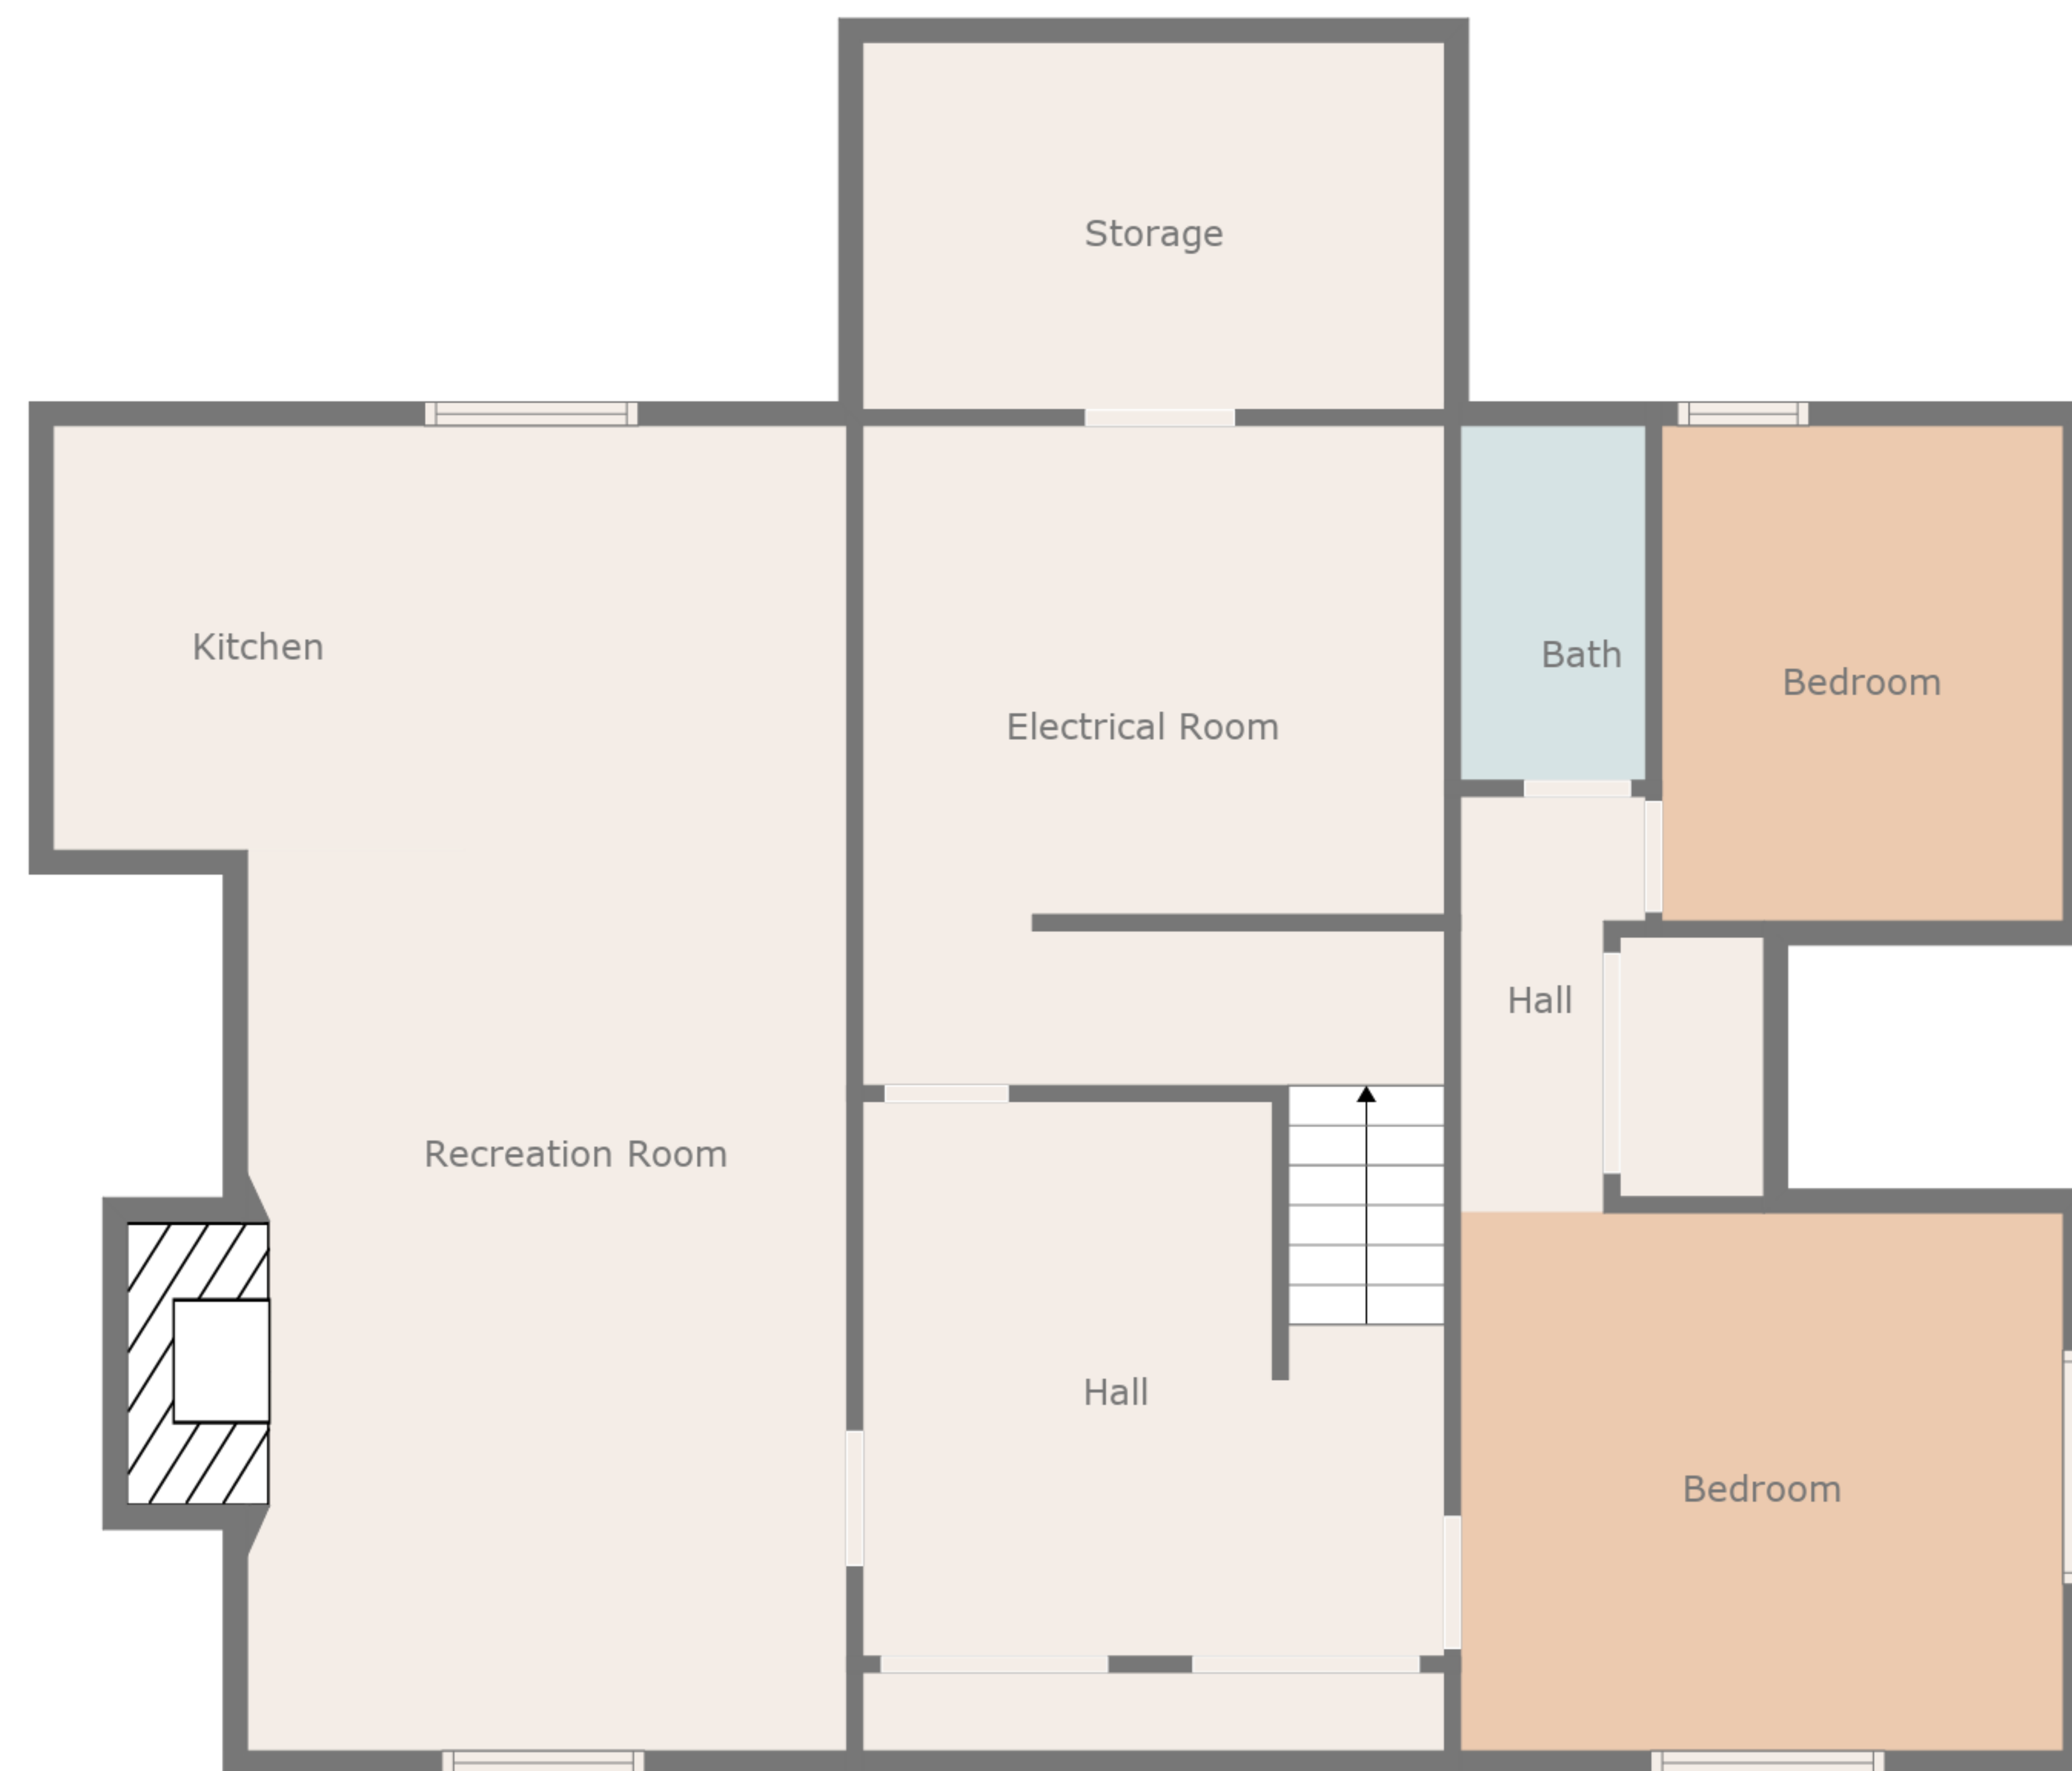 Storage
Kitchen
Bath
Bedroom
Electrical Room
Hall
Recreation Room
Hall
Bedroom